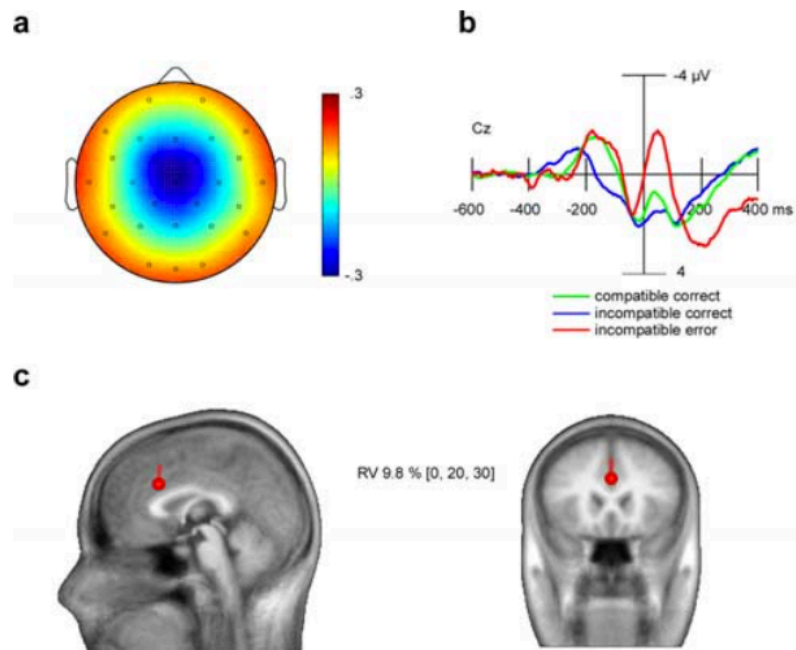 a
b
.3
-.3
-4 µV
Cz
-600
-400
-200
200
400 ms
4
compatible correct
incompatible correct
incompatible error
c
RV 9.8 % [0, 20, 30]